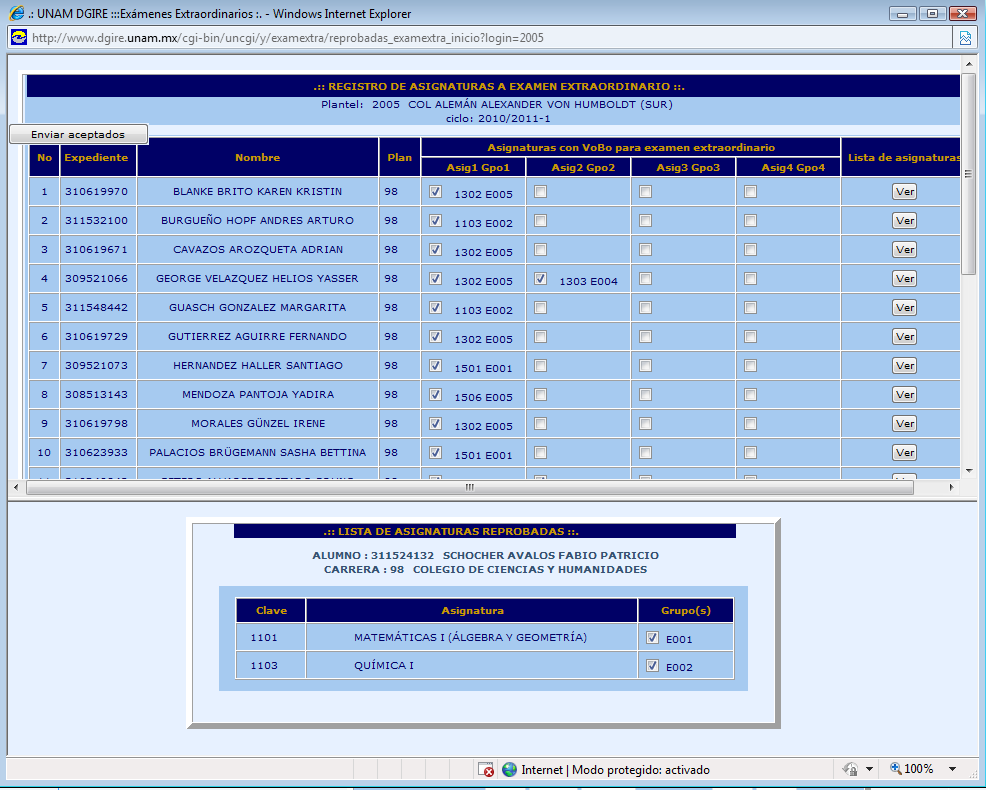 .: UNAM DGIRE :::Exámenes Extraordinarios :. - Windows Internet Explorer
http://www.dgire.unam.mx/cgi-bin/uncgi/y/examextra/reprobadas_examextra_inicio?login=2005
.:: REGISTRO DE ASIGNATURAS A EXAMEN EXTRAORDINARIO ::.
Plantel: 2005 COL ALEMÁN ALEXANDER VON HUMBOLDT (SUR)
ciclo: 2010/2011-1
Enviar aceptados
No Expediente Nombre Plan Asignaturas con VoBo para examen extraordinario Lista de asignaturas
Asig1 Gpo1 Asig2 Gpo2 Asig3 Gpo3 Asig4 Gpo4
1 310619970 BLANKE BRITO KAREN KRISTIN 98 1302 E005 Ver
2 311532100 BURGUEÑO HOPF ANDRES ARTURO 98 1103 E002 Ver
3 310619671 CAVAZOS AROZQUETA ADRIAN 98 1302 E005 Ver
4 309521066 GEORGE VELAZQUEZ HELIOS YASSER 98 1302 E005 1303 E004 Ver
5 311548442 GUASCH GONZALEZ MARGARITA 98 1103 E002 Ver
6 310619729 GUTIERREZ AGUIRRE FERNANDO 98 1302 E005 Ver
7 309521073 HERNANDEZ HALLER SANTIAGO 98 1501 E001 Ver
8 308513143 MENDOZA PANTOJA YADIRA 98 1506 E005 Ver
9 310619798 MORALES GÜNZEL IRENE 98 1302 E005 Ver
10 310623933 PALACIOS BRÜGEMANN SASHA BETTINA 98 1501 E001 Ver
.:: LISTA DE ASIGNATURAS REPROBADAS ::.
ALUMNO : 311524132 SCHOCHER AVALOS FABIO PATRICIO
CARRERA : 98 COLEGIO DE CIENCIAS Y HUMANIDADES
Clave Asignatura Grupo(s)
1101 MATEMÁTICAS I (ÁLGEBRA Y GEOMETRÍA) E001
1103 QUÍMICA I E002
Internet | Modo protegido: activado 100%